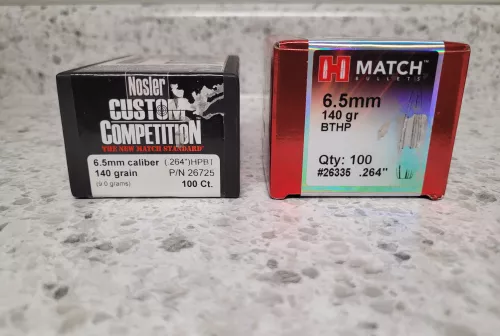 Nosler
CUSTOM
COMPETITION
THE NEW MATCH STANDARD
6.5mm caliber (.264")HPBT
140 grain P/N 26725
(9.0 grams) 100 Ct.
H MATCH™
BULLETS
6.5mm
140 gr
BTHP
Qty: 100
#26335 .264"